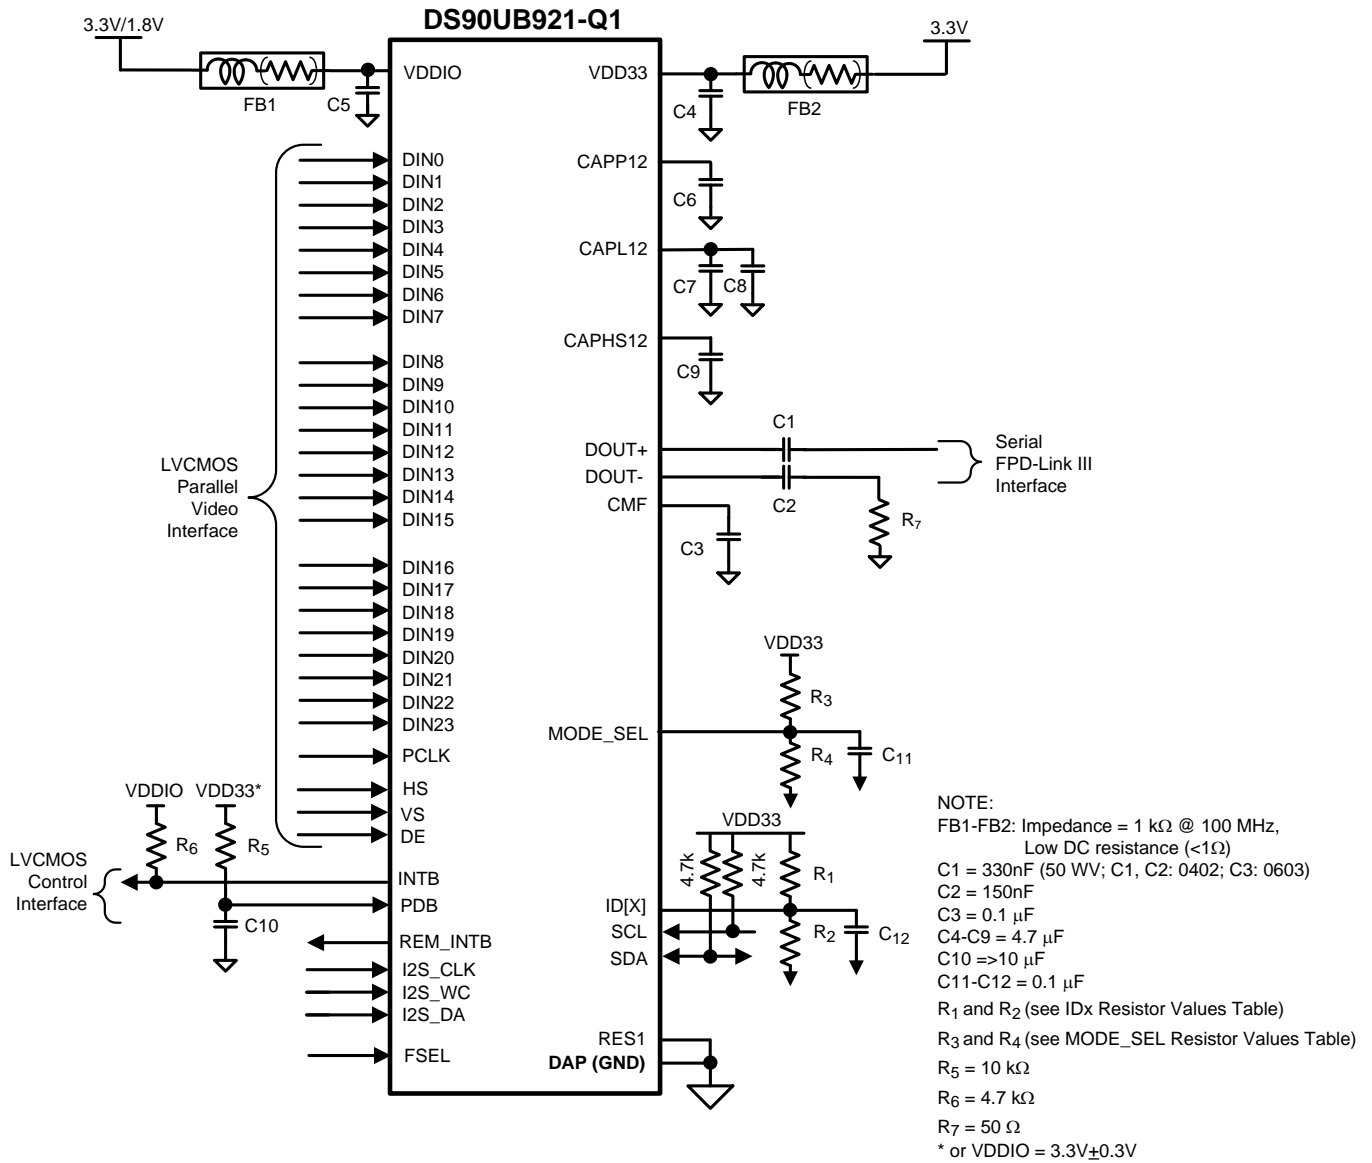 DS90UB921-Q1
3.3V/1.8V
3.3V
VDDIO
VDD33
FB1
C5
C4
FB2
DIN0
DIN1
DIN2
DIN3
DIN4
DIN5
DIN6
DIN7
CAPP12
C6
CAPL12
C7
C8
CAPHS12
C9
DIN8
DIN9
DIN10
DIN11
DIN12
DIN13
DIN14
DIN15
LVCMOS
Parallel
Video
Interface
C1
DOUT+
DOUT-
C2
CMF
C3
R7
Serial
FPD-Link III
Interface
DIN16
DIN17
DIN18
DIN19
DIN20
DIN21
DIN22
DIN23
PCLK
HS
VS
DE
VDD33
R3
MODE_SEL
R4
C11
VDDIO
VDD33*
R6
R5
LVCMOS
Control
Interface
INTB
PDB
C10
REM_INTB
I2S_CLK
I2S_WC
I2S_DA
FSEL
VDD33
4.7k
4.7k
R1
ID[X]
SCL
R2
C12
SDA
RES1
DAP (GND)
NOTE:
FB1-FB2: Impedance = 1 kΩ @ 100 MHz,
Low DC resistance (<1Ω)
C1 = 330nF (50 WV; C1, C2: 0402; C3: 0603)
C2 = 150nF
C3 = 0.1 μF
C4-C9 = 4.7 μF
C10 =>10 μF
C11-C12 = 0.1 μF
R1 and R2 (see IDx Resistor Values Table)
R3 and R4 (see MODE_SEL Resistor Values Table)
R5 = 10 kΩ
R6 = 4.7 kΩ
R7 = 50 Ω
* or VDDIO = 3.3V±0.3V